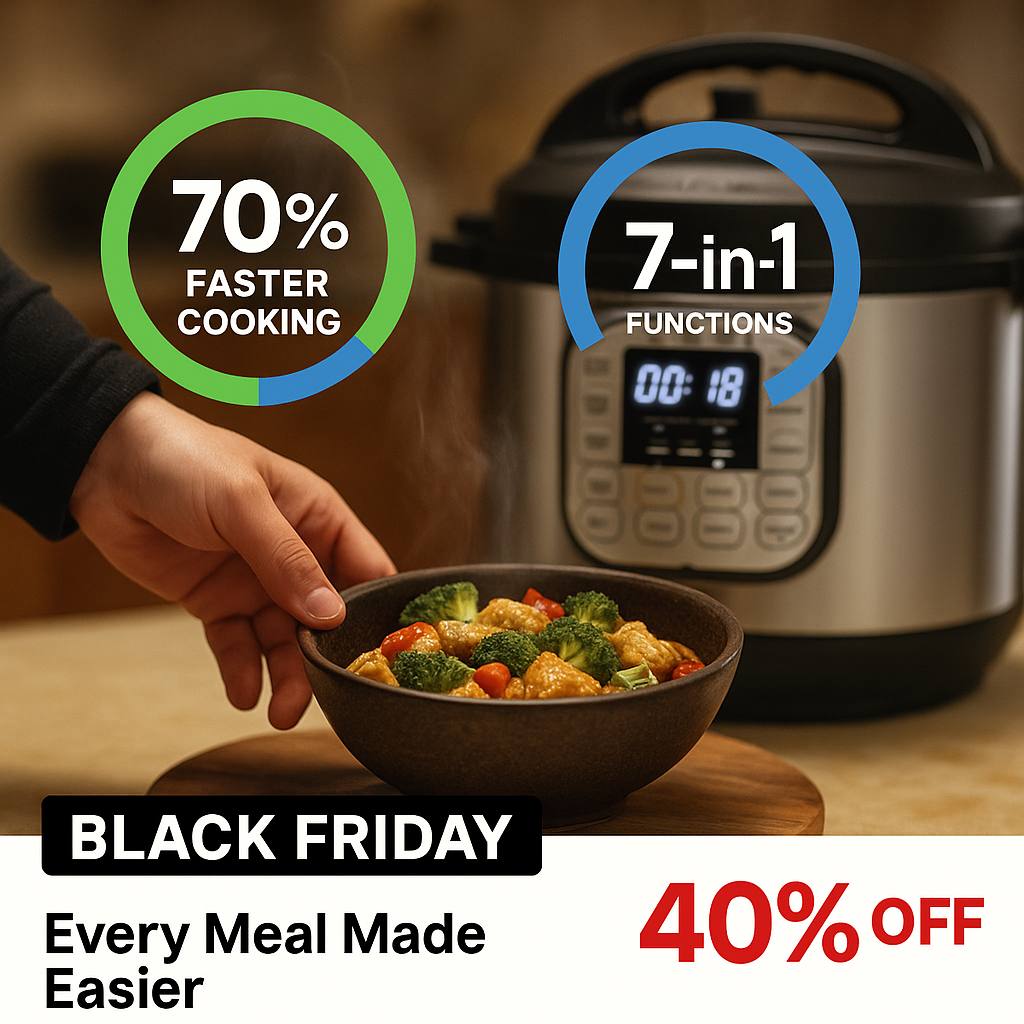 70%
FASTER
COOKING
7-in-1
FUNCTIONS
00:18
BLACK FRIDAY
Every Meal Made
Easier
40% OFF